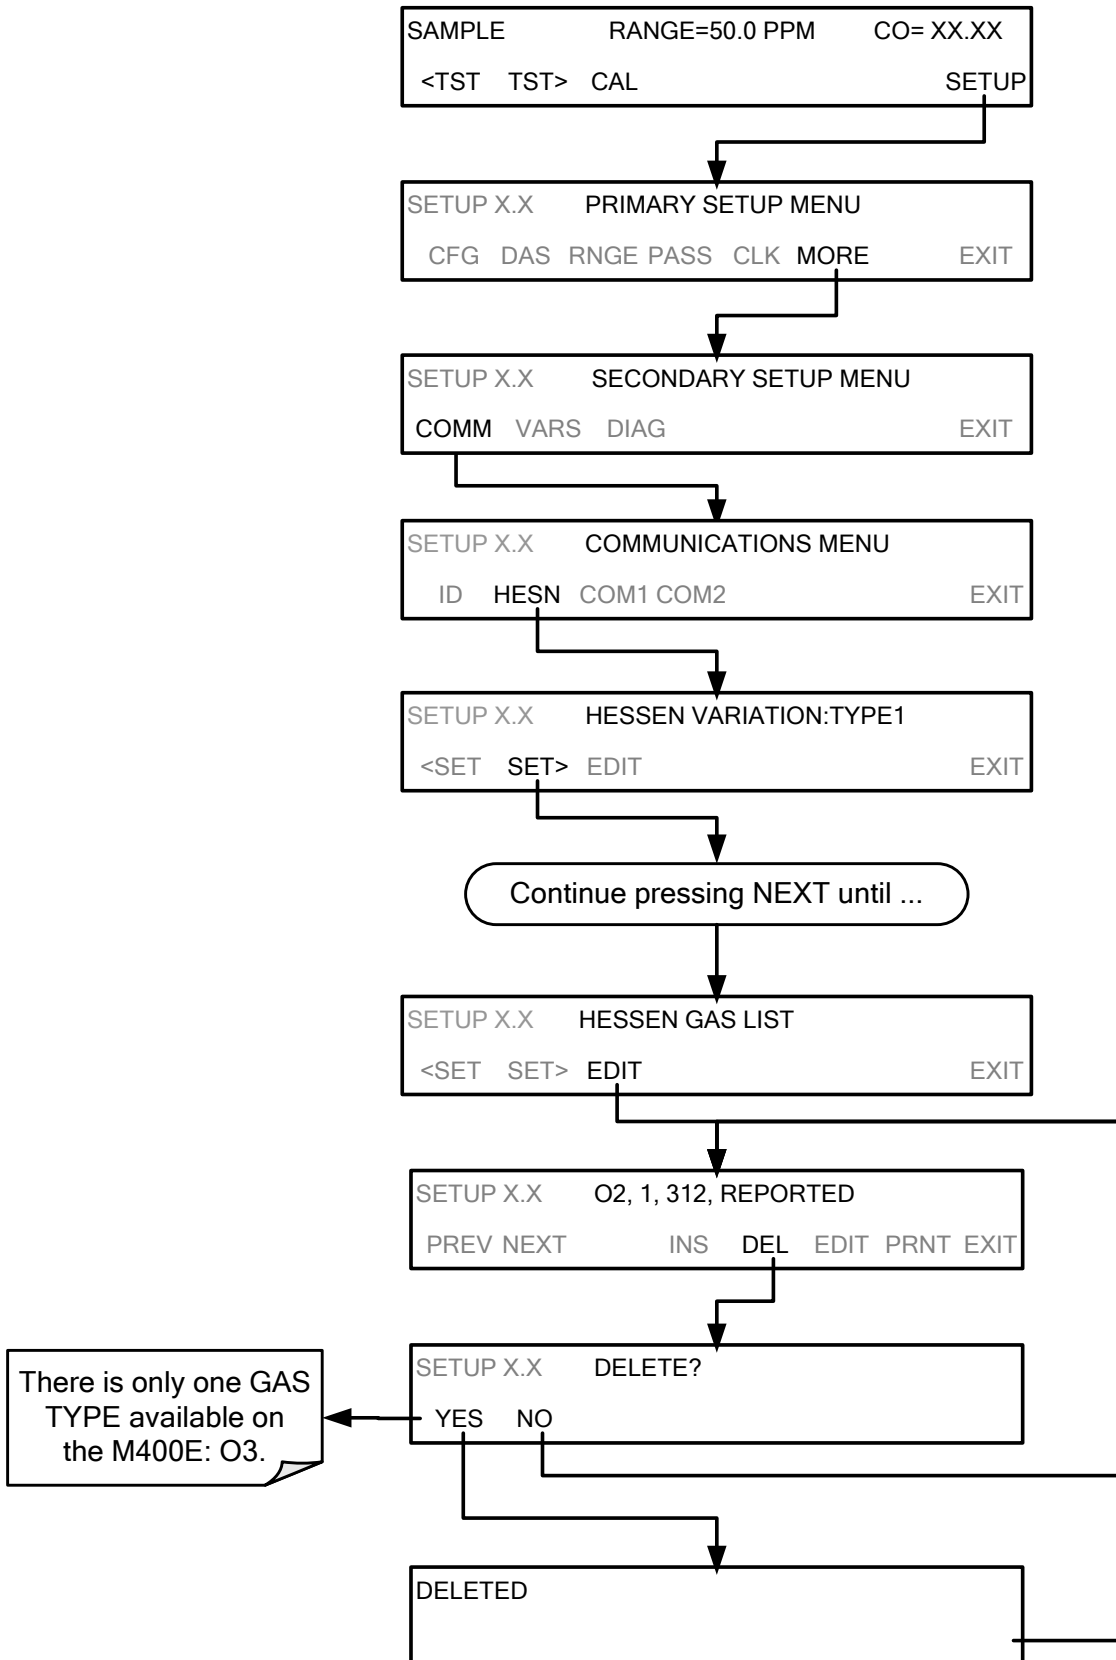 SAMPLE RANGE=50.0 PPM CO= XX.XX
<TST TST> CAL SETUP
SETUP X.X PRIMARY SETUP MENU
CFG DAS RNGE PASS CLK MORE EXIT
SETUP X.X SECONDARY SETUP MENU
COMM VARS DIAG EXIT
SETUP X.X COMMUNICATIONS MENU
ID HESN COM1 COM2 EXIT
SETUP X.X HESSEN VARIATION:TYPE1
<SET SET> EDIT EXIT
Continue pressing NEXT until ...
SETUP X.X HESSEN GAS LIST
<SET SET> EDIT EXIT
SETUP X.X O2, 1, 312, REPORTED
PREV NEXT INS DEL EDIT PRNT EXIT
SETUP X.X DELETE?
YES NO
There is only one GAS
TYPE available on
the M400E: O3.
DELETED